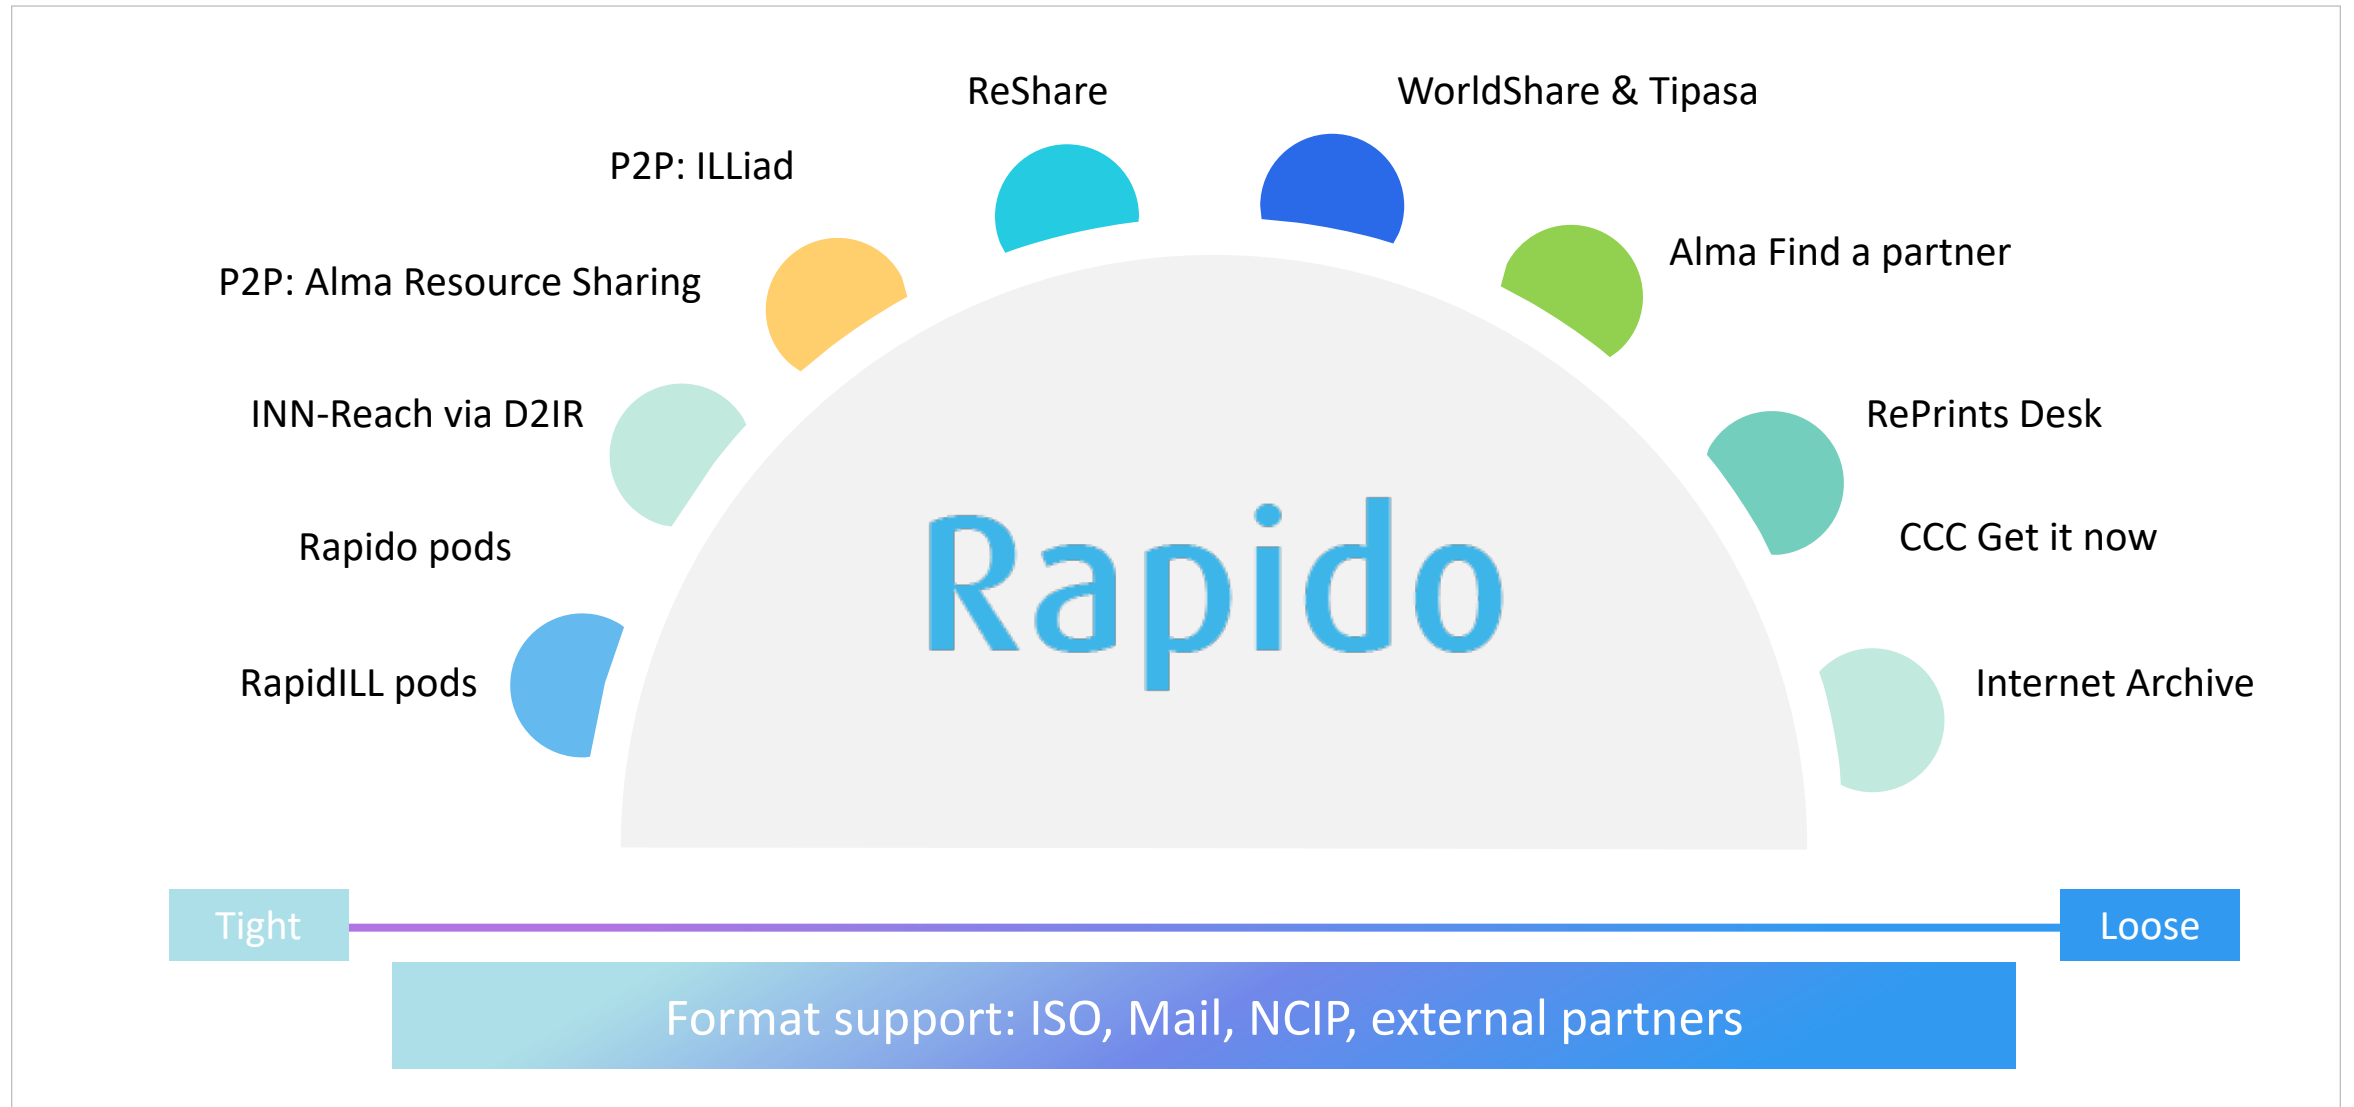 ReShare
WorldShare & Tipasa
P2P: ILLiad
Alma Find a partner
P2P: Alma Resource Sharing
INN-Reach via D2IR
RePrints Desk
Rapido pods
CCC Get it now
Rapido
RapidILL pods
Internet Archive
Tight
Loose
Format support: ISO, Mail, NCIP, external partners